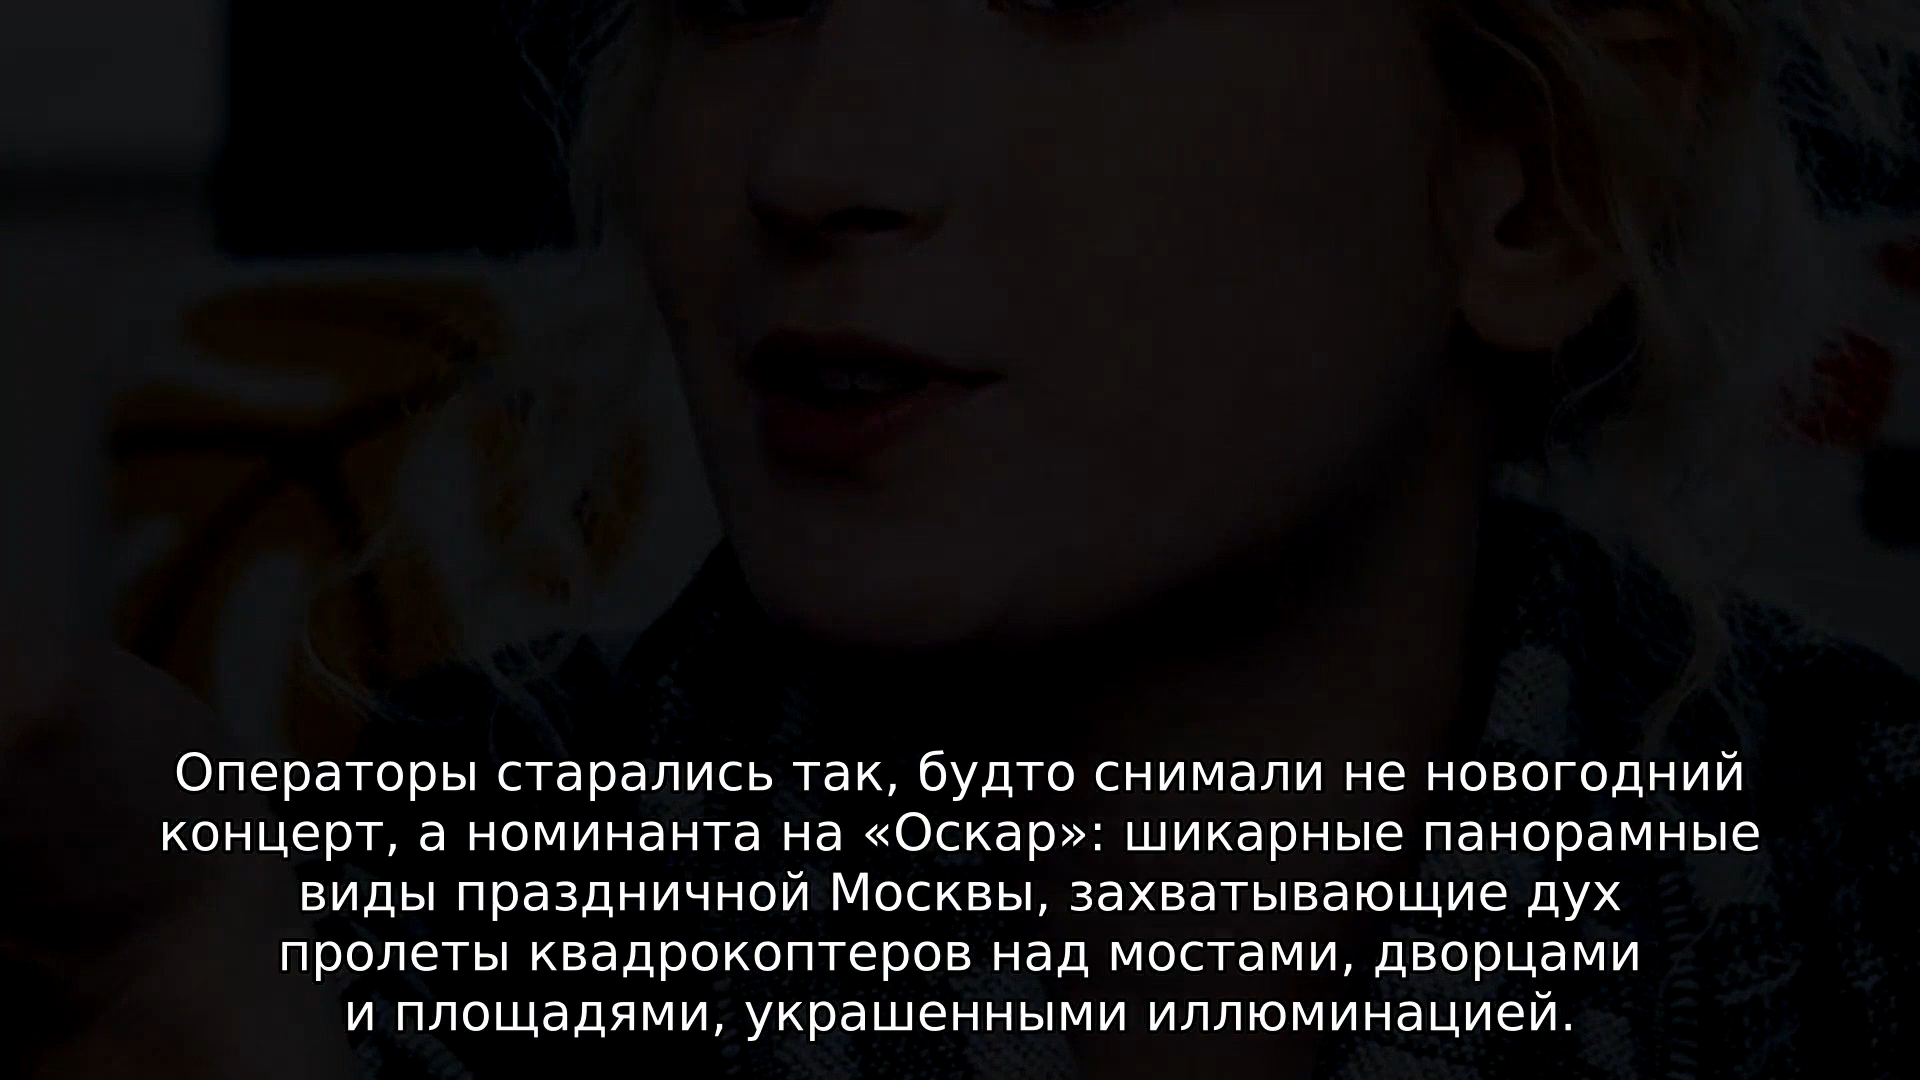 Операторы старались так, будто снимали не новогодний
концерт, а номинанта на «Оскар»: шикарные панорамные
виды праздничной Москвы, захватывающие дух
пролеты квадрокоптеров над мостами, дворцами
и площадями, украшенными иллюминацией.